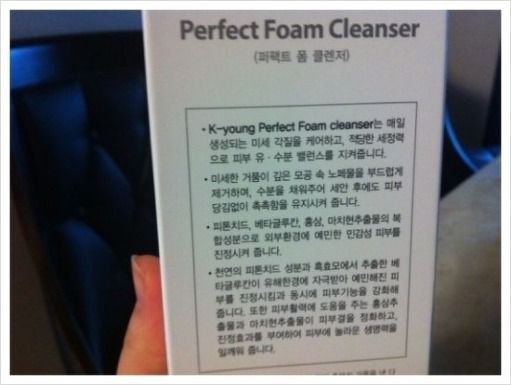 Perfect Foam Cleanser
(퍼팩트 폼 클렌저)
• K-young Perfect Foam cleanser는 매일
생성되는 미세 각질을 케어하고, 적당한 세정력
으로 피부 유·수분 밸런스를 지켜줍니다.
• 미세한 거품이 깊은 모공 속 노폐물을 부드럽게
제거하며, 수분을 채워주어 세안 후에도 피부
당김없이 촉촉함을 유지시켜 줍니다.
• 피톤치드, 베타글루칸, 홍삼, 마치현추출물의 복
합성분으로 외부환경에 예민한 민감성 피부를
진정시켜 줍니다.
• 천연의 피톤치드 성분과 흑효모에서 추출한 베
타글루칸이 유해환경에 자극받아 예민해진 피
부를 진정시킴과 동시에 피부기능을 강화해
줍니다. 또한 피부활력에 도움을 주는 홍삼추
출물과 마치현추출물이 피부결을 정화하고,
진정효과를 부여하여 피부에 놀라운 생명력을
일깨워 줍니다.